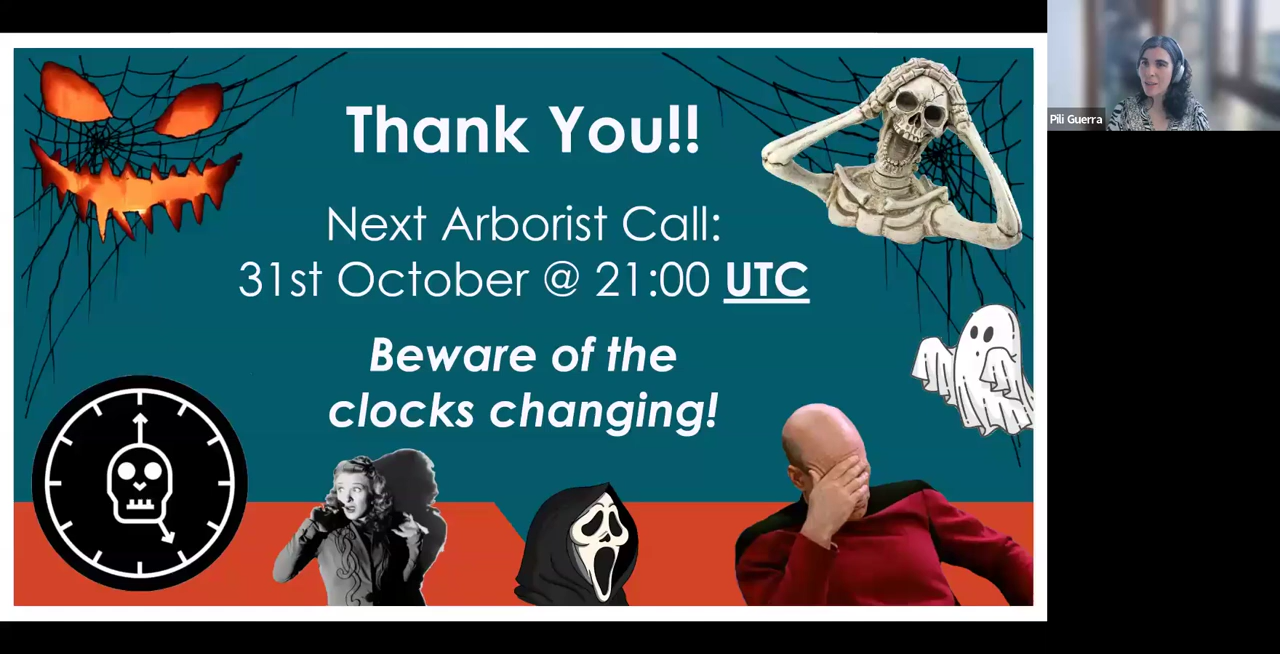 Thank You!!
Next Arborist Call:
31st October @ 21:00 UTC
Beware of the
clocks changing!
Pili Guerra